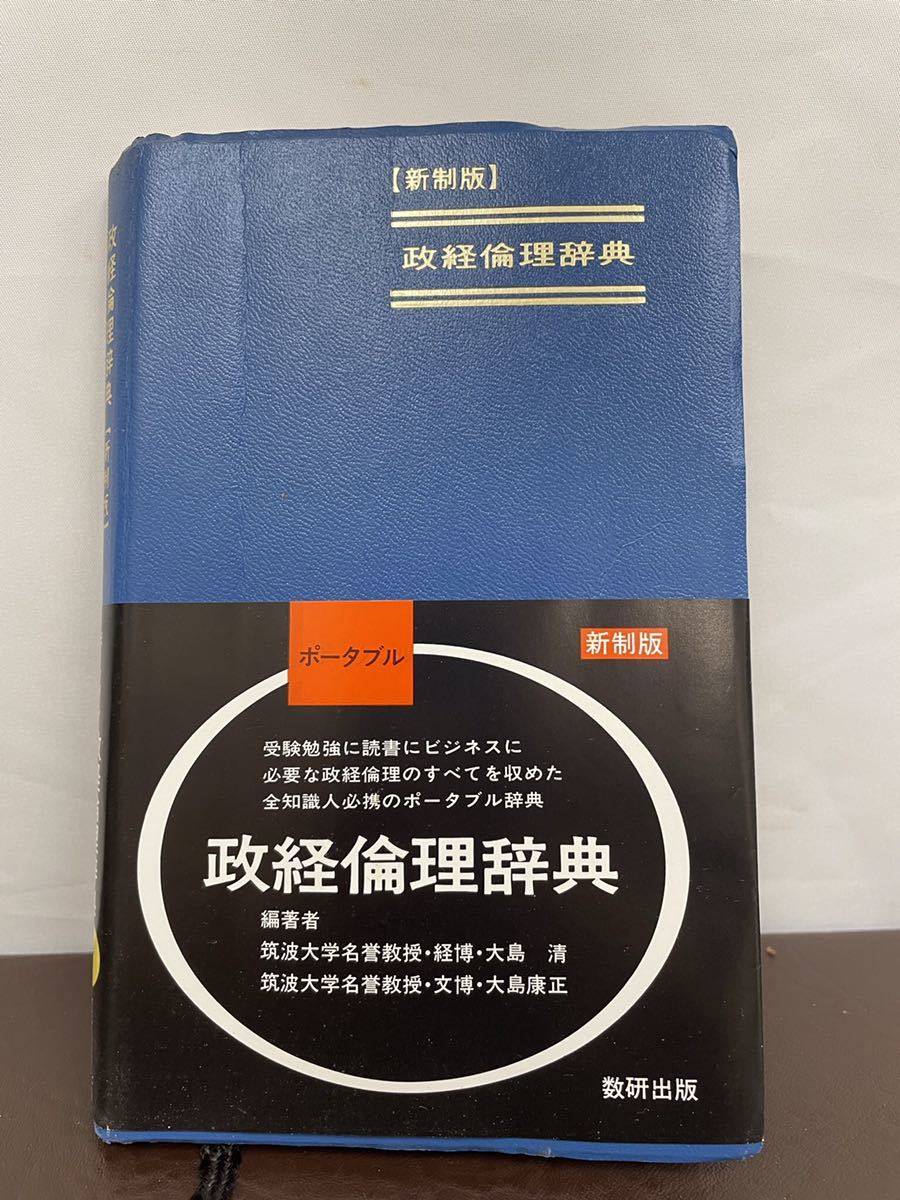 【新制版】
政経倫理辞典
政経倫理辞典【新制版】
ポータブル
新制版
受験勉強に読書にビジネスに
必要な政経倫理のすべてを収めた
全知識人必携のポータブル辞典
政経倫理辞典
編著者
筑波大学名誉教授・経博・大島 清
筑波大学名誉教授・文博・大島康正
数研出版